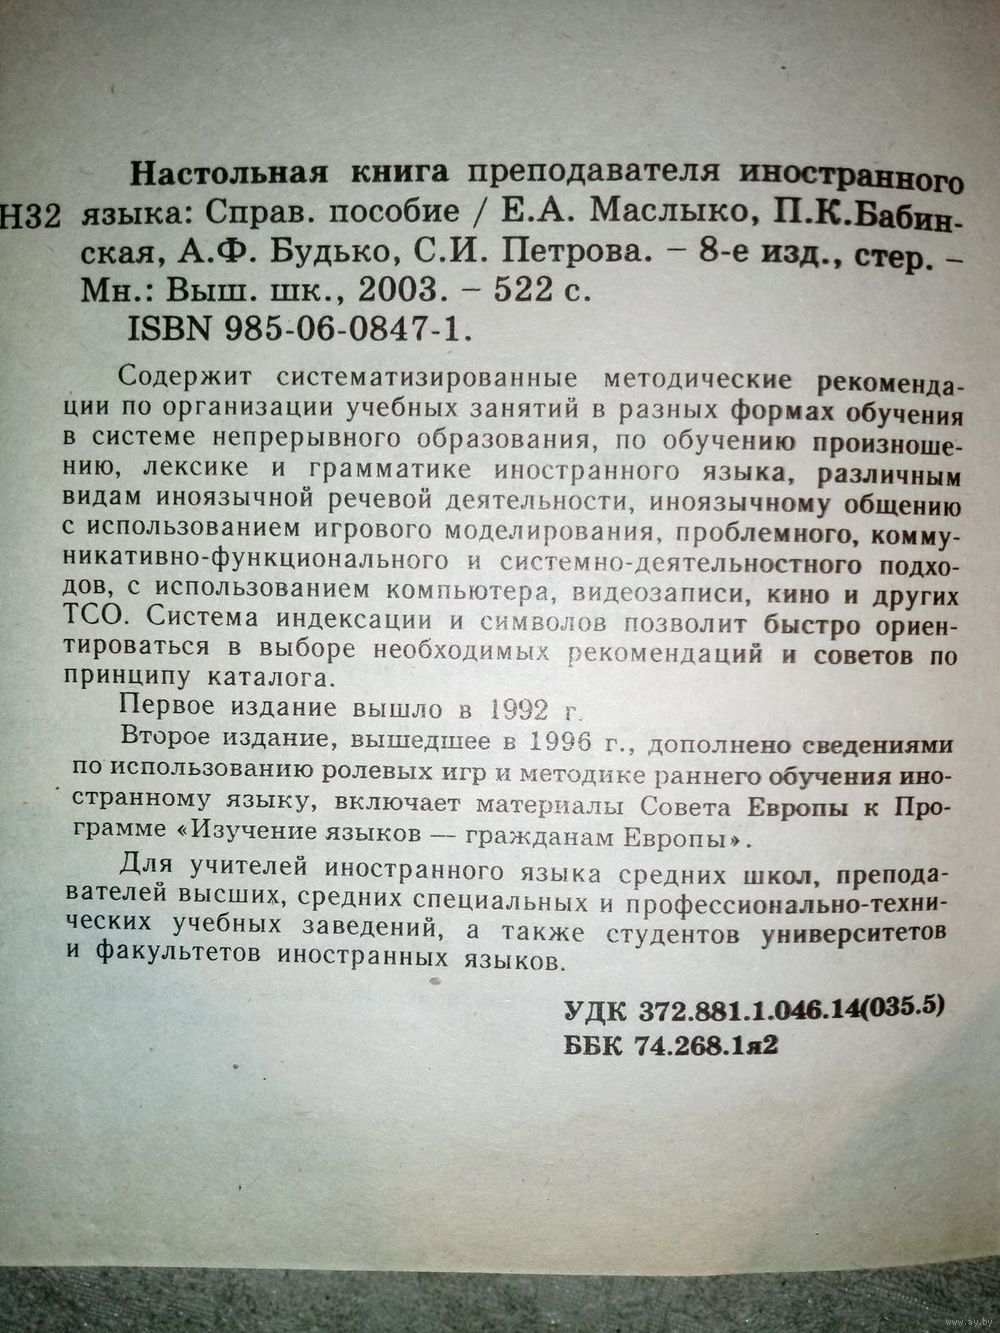 Настольная книга преподавателя иностранного
Н32 языка: Справ. пособие / Е.А. Маслыко, П.К.Бабин-
ская, А.Ф. Будько, С.И. Петрова. – 8-е изд., стер. –
Мн.: Выш. шк., 2003. – 522 с.
ISBN 985-06-0847-1.
Содержит систематизированные методические рекоменда-
ции по организации учебных занятий в разных формах обучения
в системе непрерывного образования, по обучению произноше-
нию, лексике и грамматике иностранного языка, различным
видам иноязычной речевой деятельности, иноязычному общению
с использованием игрового моделирования, проблемного, комму-
никативно-функционального и системно-деятельностного подхо-
дов, с использованием компьютера, видеозаписи, кино и других
ТСО. Система индексации и символов позволит быстро ориен-
тироваться в выборе необходимых рекомендаций и советов по
принципу каталога.
Первое издание вышло в 1992 г.
Второе издание, вышедшее в 1996 г., дополнено сведениями
по использованию ролевых игр и методике раннего обучения ино-
странному языку, включает материалы Совета Европы к Про-
грамме «Изучение языков — гражданам Европы».
Для учителей иностранного языка средних школ, препода-
вателей высших, средних специальных и профессионально-техни-
ческих учебных заведений, а также студентов университетов
и факультетов иностранных языков.
УДК 372.881.1.046.14(035.5)
ББК 74.268.1я2
www.ay.by